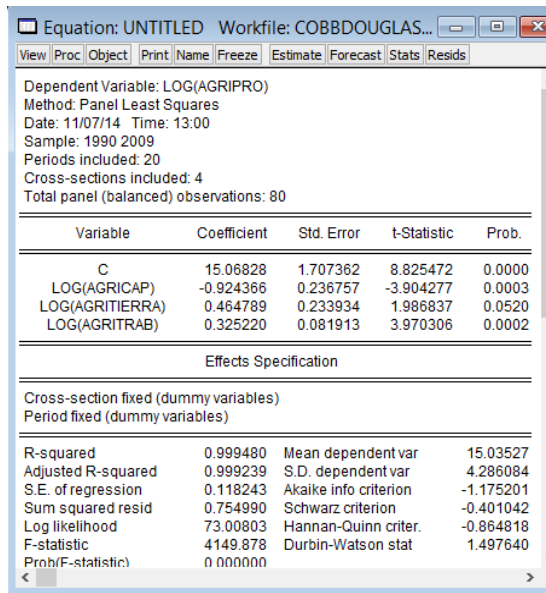 Equation: UNTITLED Workfile: COBBDOUGLAS...
View Proc Object Print Name Freeze Estimate Forecast Stats Resids
Dependent Variable: LOG(AGRIPRO)
Method: Panel Least Squares
Date: 11/07/14 Time: 13:00
Sample: 1990 2009
Periods included: 20
Cross-sections included: 4
Total panel (balanced) observations: 80
Variable Coefficient Std. Error t-Statistic Prob.
C 15.06828 1.707362 8.825472 0.0000
LOG(AGRICAP) -0.924366 0.236757 -3.904277 0.0003
LOG(AGRITIERRA) 0.464789 0.233934 1.986837 0.0520
LOG(AGRITRAB) 0.325220 0.081913 3.970306 0.0002
Effects Specification
Cross-section fixed (dummy variables)
Period fixed (dummy variables)
R-squared 0.999480 Mean dependent var 15.03527
Adjusted R-squared 0.999239 S.D. dependent var 4.286084
S.E. of regression 0.118243 Akaike info criterion -1.175201
Sum squared resid 0.754990 Schwarz criterion -0.401042
Log likelihood 73.00803 Hannan-Quinn criter. -0.864818
F-statistic 4149.878 Durbin-Watson stat 1.497640
Prob(F-statistic) 0.000000